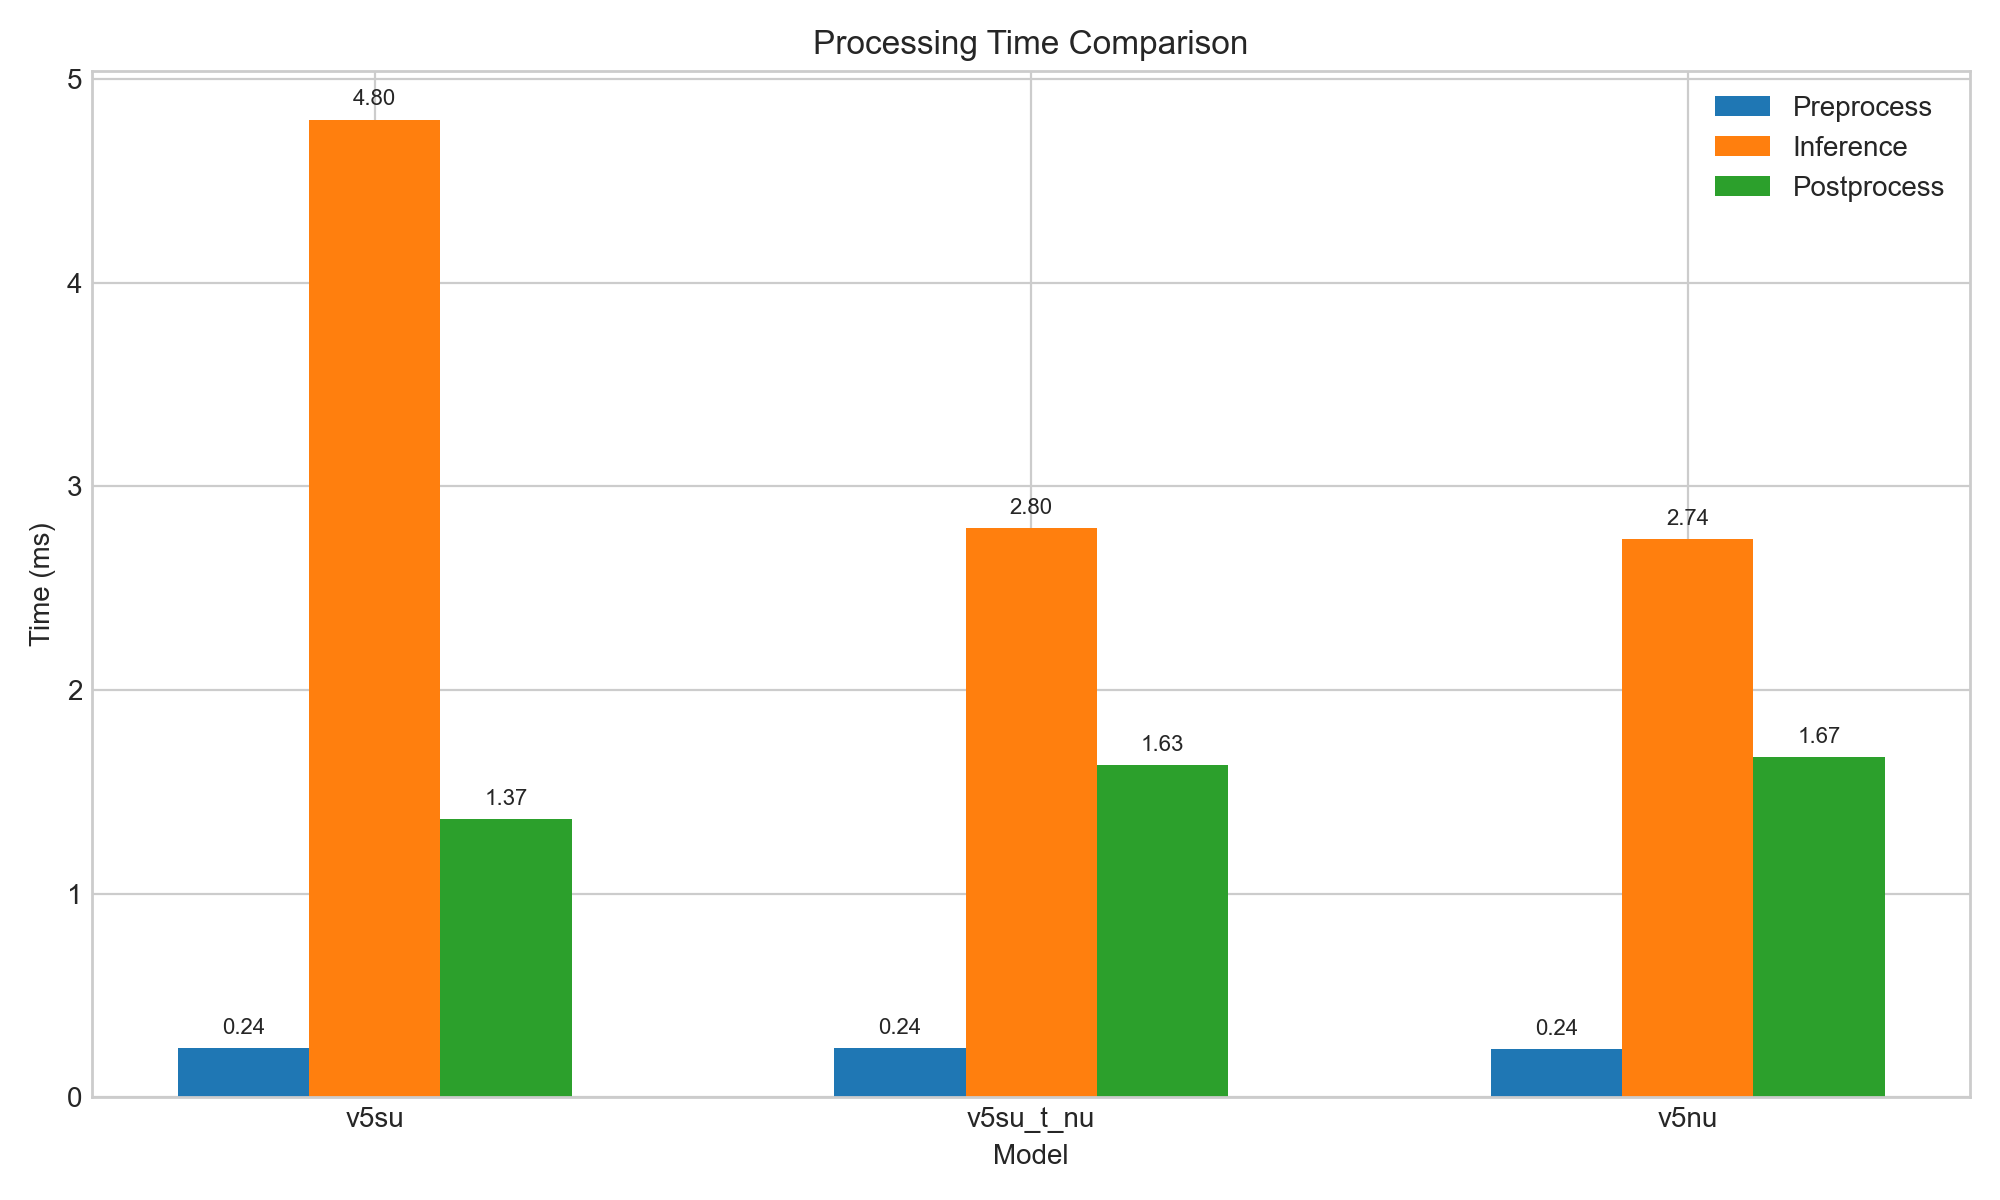 Processing Time Comparison
5
4
3
2
1
0
Time (ms)
4.80
2.80
2.74
1.37
1.63
1.67
0.24
0.24
0.24
Preprocess
Inference
Postprocess
v5su
v5su_t_nu
v5nu
Model